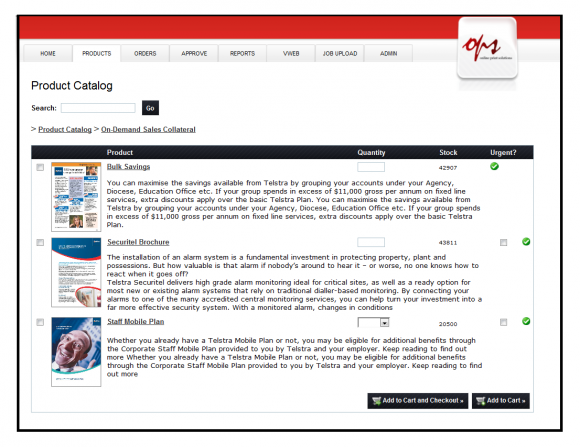 ops
online print solutions
HOME PRODUCTS ORDERS APPROVE REPORTS VWEB JOB UPLOAD ADMIN
Product Catalog
Search: Go
> Product Catalog > On-Demand Sales Collateral
Product Quantity Stock Urgent?
Bulk Savings 42907
You can maximise the savings available from Telstra by grouping your accounts under your Agency,
Diocese, Education Office etc. If your group spends in excess of $11,000 gross per annum on fixed line
services, extra discounts apply over the basic Telstra Plan. You can maximise the savings available from
Telstra by grouping your accounts under your Agency, Diocese, Education Office etc. If your group spends
in excess of $11,000 gross per annum on fixed line services, extra discounts apply over the basic Telstra
Plan.
Securitel Brochure 43811
The installation of an alarm system is a fundamental investment in protecting property, plant and
possessions. But how valuable is that alarm if nobody's around to hear it – or worse, no one knows how to
react when it goes off?
Telstra Securitel delivers high grade alarm monitoring ideal for critical sites, as well as a ready option for
most new or existing alarm systems that rely on traditional dialler-based monitoring. By connecting your
alarms to one of the many accredited central monitoring services, you can help turn your investment into a
far more effective security system. With a monitored alarm, changes in conditions
Staff Mobile Plan 20500
Whether you already have a Telstra Mobile Plan or not, you may be eligible for additional benefits through
the Corporate Staff Mobile Plan provided to you by Telstra and your employer. Keep reading to find out
more Whether you already have a Telstra Mobile Plan or not, you may be eligible for additional benefits
through the Corporate Staff Mobile Plan provided to you by Telstra and your employer. Keep reading to find
out more
Add to Cart and Checkout » Add to Cart »